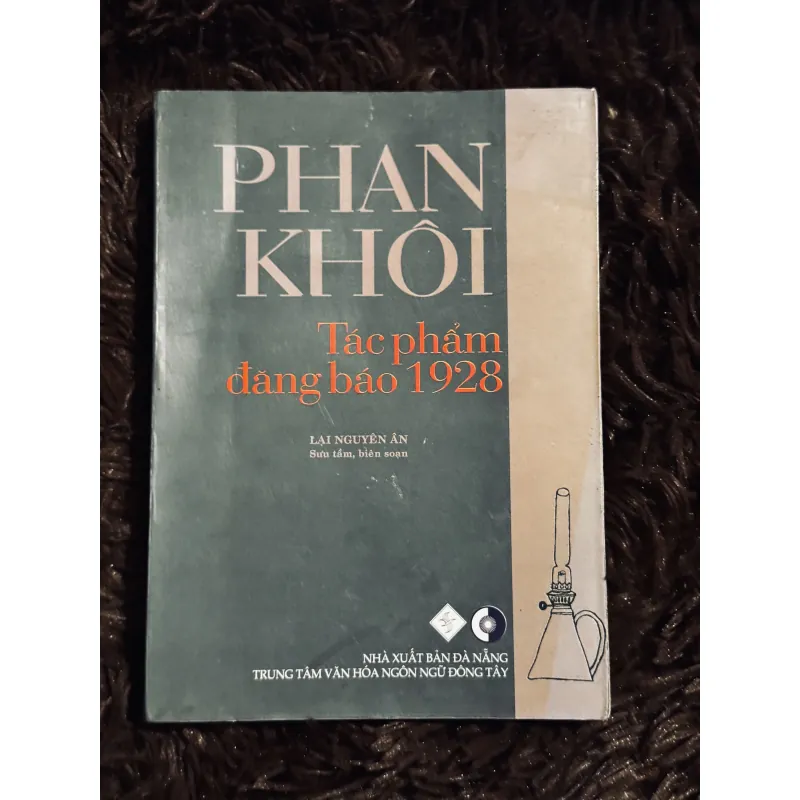 PHAN
KHÔI
Tác phẩm
đăng báo 1928
LẠI NGUYÊN ÂN
Sưu tầm, biên soạn
NHÀ XUẤT BẢN ĐÀ NẴNG
TRUNG TÂM VĂN HÓA NGÔN NGỮ ĐÔNG TÂY